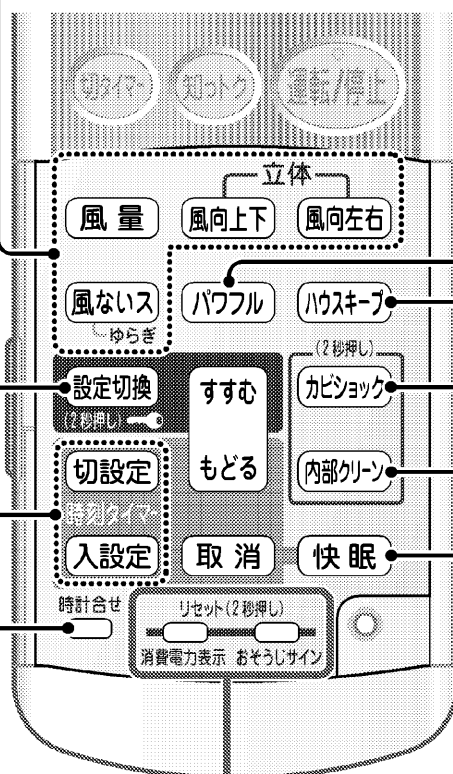 切タイマー 知っトク 運転/停止
立体
風量 風向上下 風向左右
風ないス パワフル ハウスキープ
ゆらぎ
(2秒押し)
設定切換 すすむ カビショック
(2秒押し)
切設定 もどる 内部クリーン
時刻タイマー
入設定 取消 快眠
時計合せ
リセット(2秒押し)
消費電力表示 おそうじサイン